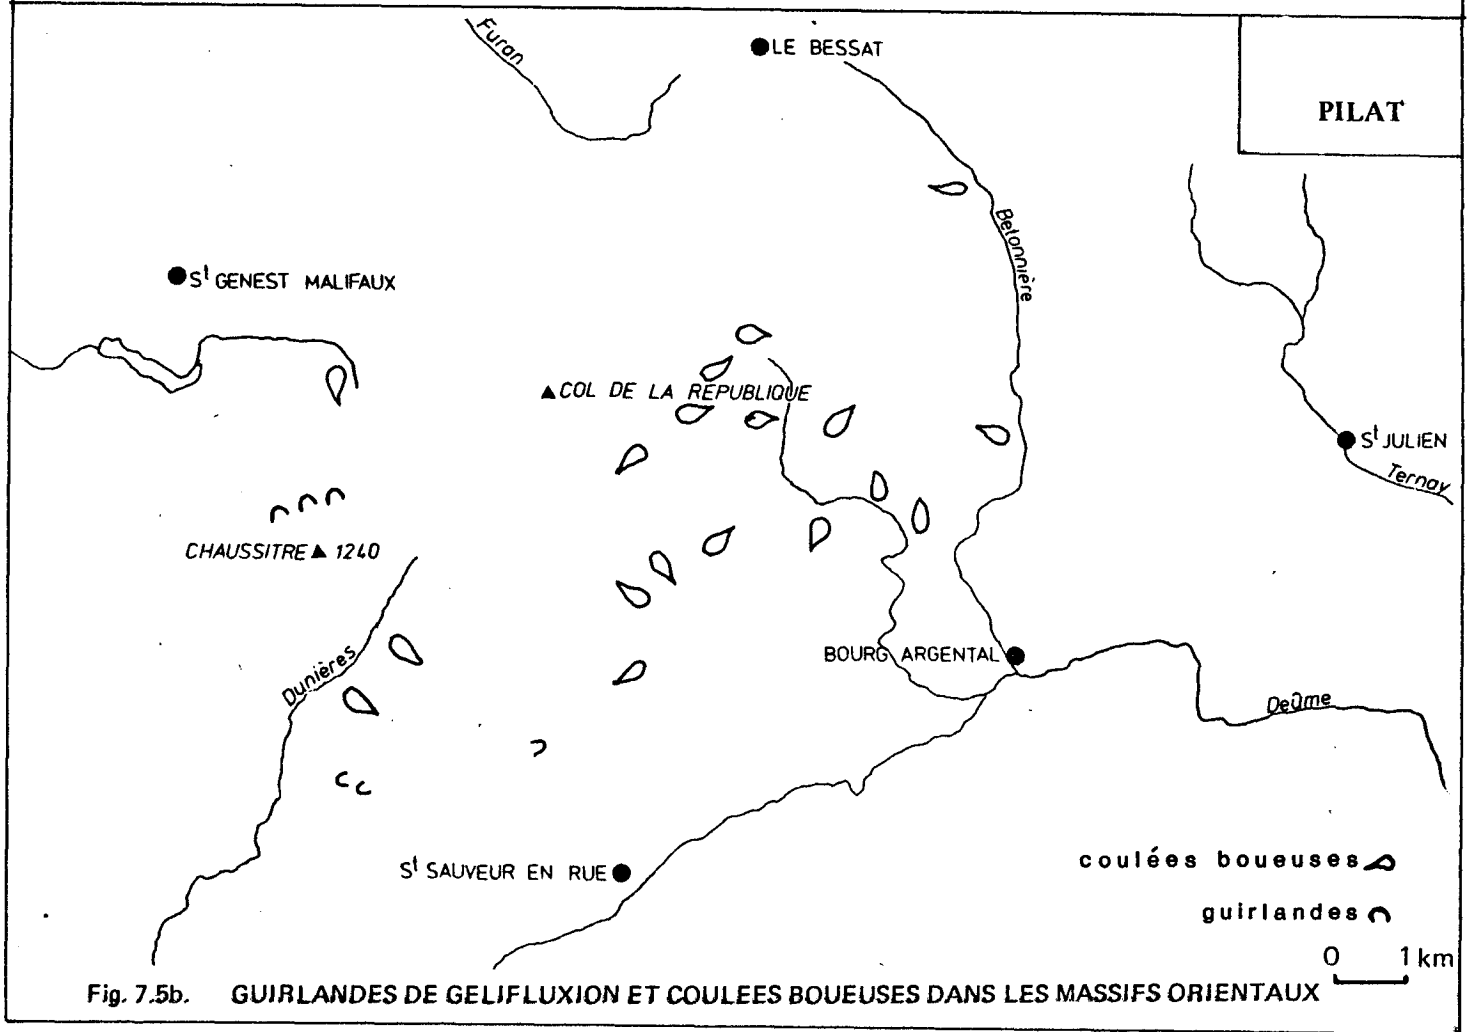 Furan
LE BESSAT
PILAT
Betonnière
St GENEST MALIFAUX
COL DE LA REPUBLIQUE
St JULIEN
Ternay
CHAUSSITRE 1240
Dunières
BOURG ARGENTAL
Deûme
St SAUVEUR EN RUE
coulées boueuses
guirlandes
0 1 km
Fig. 7.5b. GUIRLANDES DE GELIFLUXION ET COULEES BOUEUSES DANS LES MASSIFS ORIENTAUX